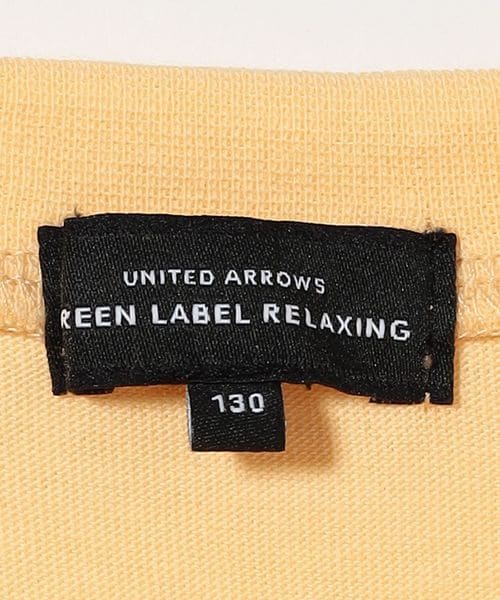 UNITED ARROWS
REEN LABEL RELAXING
130